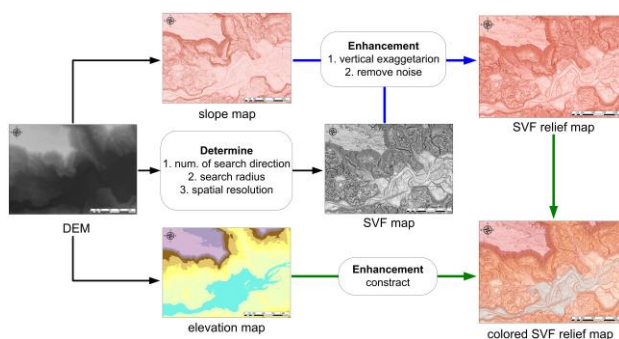 Enhancement
1. vertical exaggetarion
2. remove noise
slope map
SVF relief map
Determine
1. num. of search direction
2. search radius
3. spatial resolution
DEM
SVF map
Enhancement
constract
elevation map
colored SVF relief map